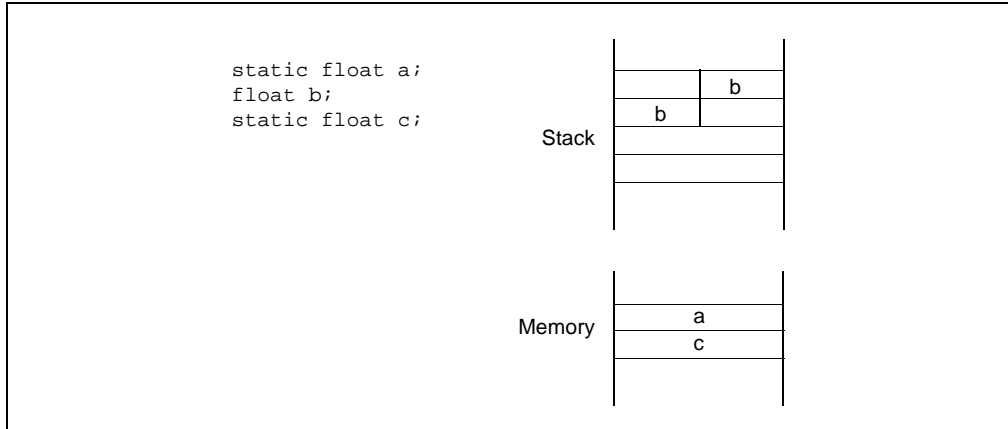 static float a;
float b;
static float c;
b
b
Stack
Memory
a
c